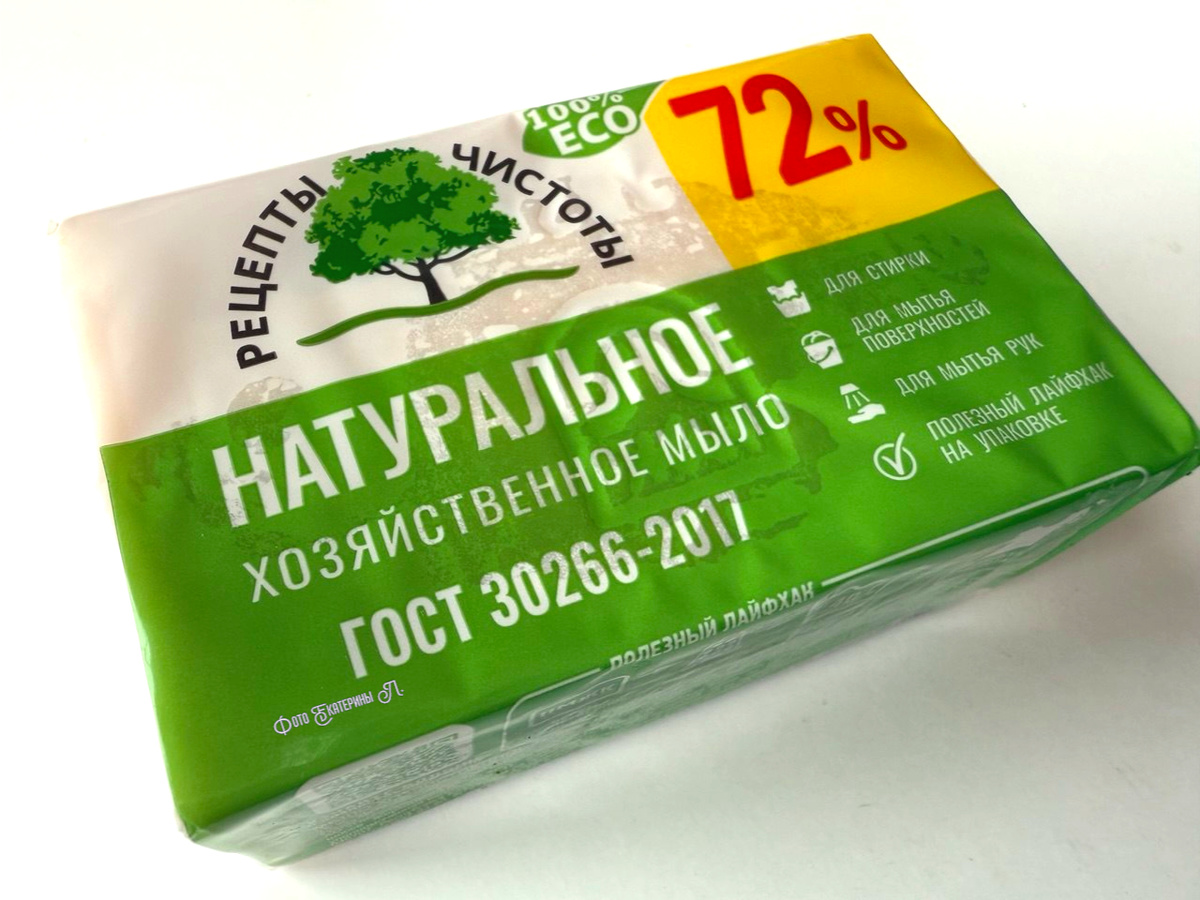 100%
ECO
72%
РЕЦЕПТЫ ЧИСТОТЫ
НАТУРАЛЬНОЕ
ХОЗЯЙСТВЕННОЕ МЫЛО
ГОСТ 30266-2017
ДЛЯ СТИРКИ
ДЛЯ МЫТЬЯ
ПОВЕРХНОСТЕЙ
ДЛЯ МЫТЬЯ РУК
ПОЛЕЗНЫЙ ЛАЙФХАК
НА УПАКОВКЕ
ПОЛЕЗНЫЙ ЛАЙФХАК
Фото Екатерины Л.